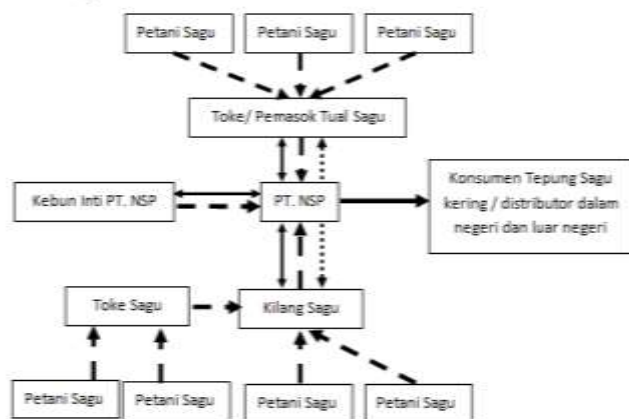 Petani Sagu
Petani Sagu
Petani Sagu
Toke/ Pemasok Tual Sagu
Kebun Inti PT. NSP
PT. NSP
Konsumen Tepung Sagu
kering / distributor dalam
negeri dan luar negeri
Toke Sagu
Kilang Sagu
Petani Sagu
Petani Sagu
Petani Sagu
Petani Sagu